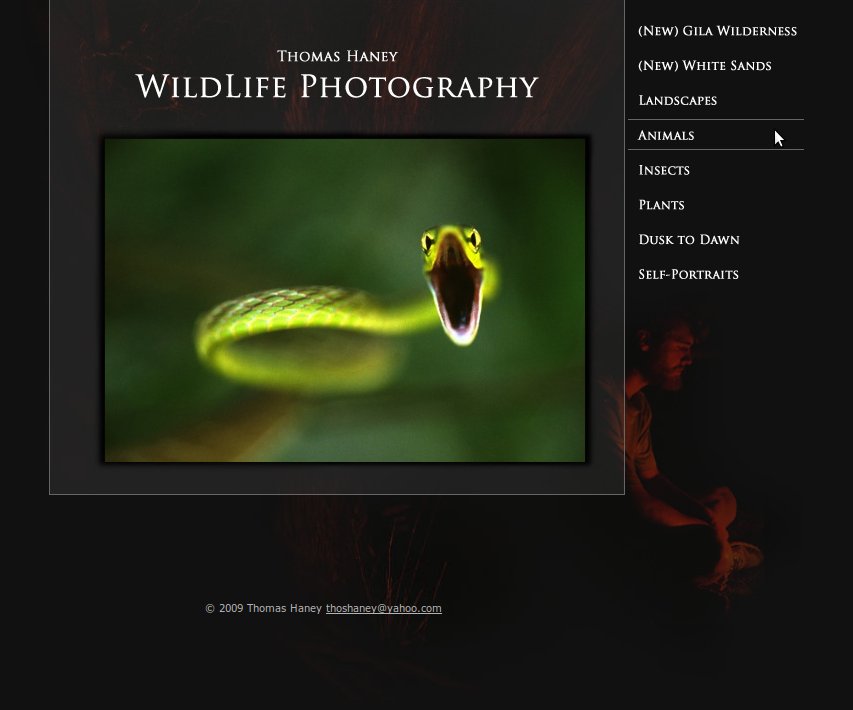 Thomas Haney
WildLife Photography
(New) Gila Wilderness
(New) White Sands
Landscapes
Animals
Insects
Plants
Dusk to Dawn
Self-Portraits
© 2009 Thomas Haney thoshaney@yahoo.com